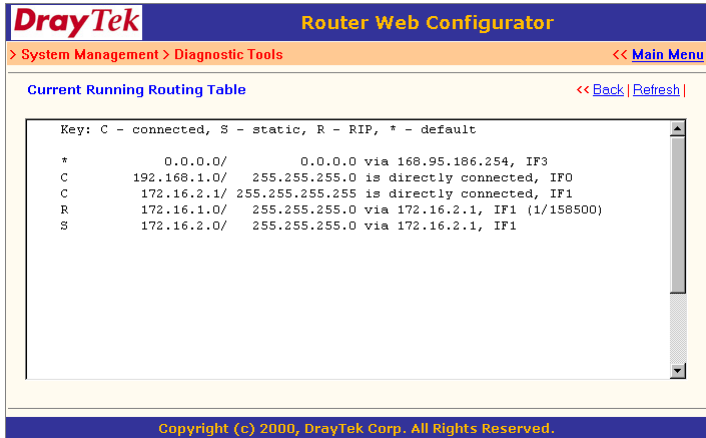 DrayTek Router Web Configurator
> System Management > Diagnostic Tools << Main Menu
Current Running Routing Table << Back | Refresh |
Key: C - connected, S - static, R - RIP, * - default
* 0.0.0.0/ 0.0.0.0 via 168.95.186.254, IF3
C 192.168.1.0/ 255.255.255.0 is directly connected, IF0
C 172.16.2.1/ 255.255.255.255 is directly connected, IF1
R 172.16.1.0/ 255.255.255.0 via 172.16.2.1, IF1 (1/158500)
S 172.16.2.0/ 255.255.255.0 via 172.16.2.1, IF1
Copyright (c) 2000, DrayTek Corp. All Rights Reserved.